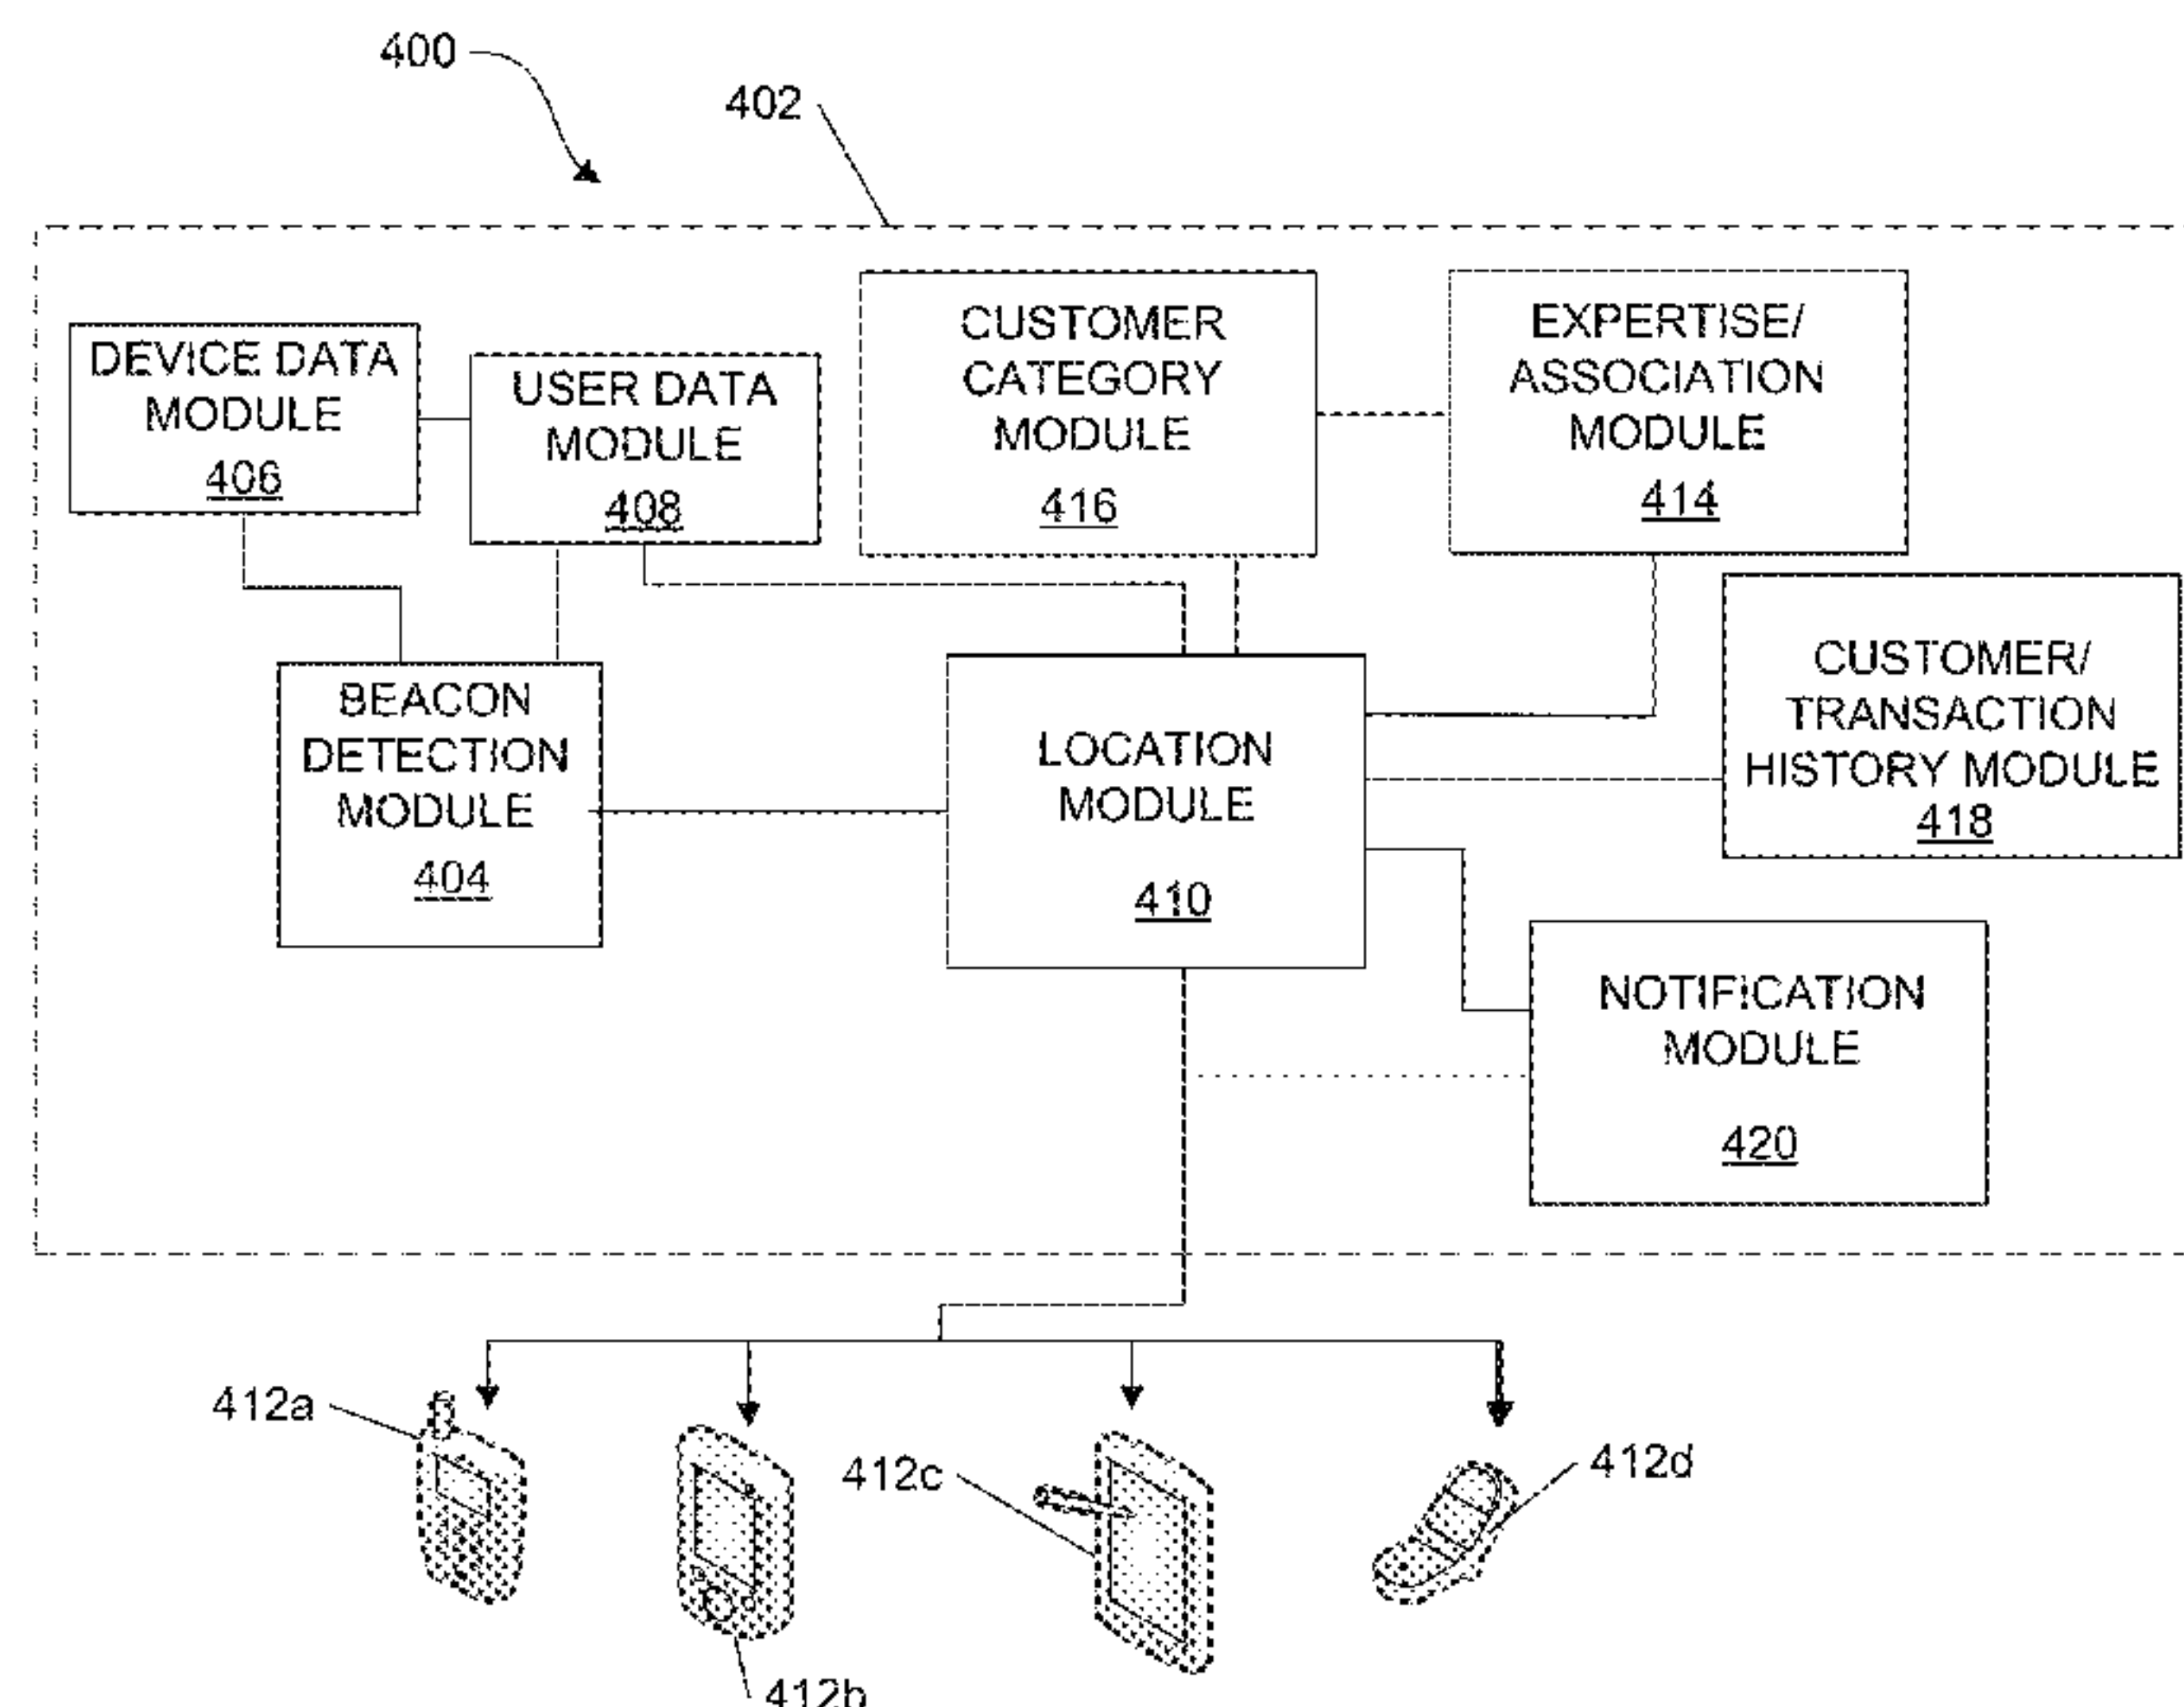 400
402
DEVICE DATA
MODULE
406
USER DATA
MODULE
408
CUSTOMER
CATEGORY
MODULE
416
EXPERTISE/
ASSOCIATION
MODULE
414
BEACON
DETECTION
MODULE
404
LOCATION
MODULE
410
CUSTOMER/
TRANSACTION
HISTORY MODULE
418
NOTIFICATION
MODULE
420
412a
412b
412c
412d